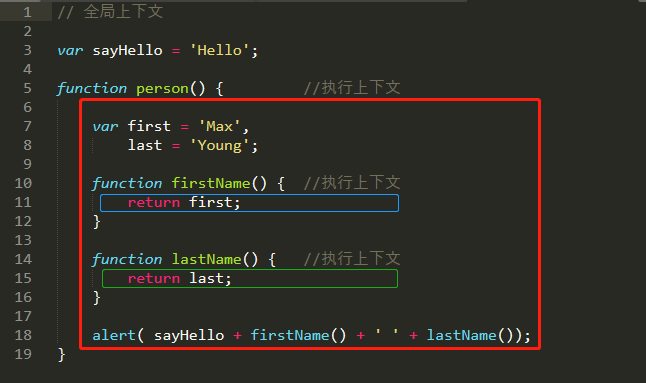 1 // 全局上下文
2
3 var sayHello = 'Hello';
4
5 function person() { //执行上下文
6
7 var first = 'Max',
8 last = 'Young';
9
10 function firstName() { //执行上下文
11 return first;
12 }
13
14 function lastName() { //执行上下文
15 return last;
16 }
17
18 alert( sayHello + firstName() + ' ' + lastName());
19 }